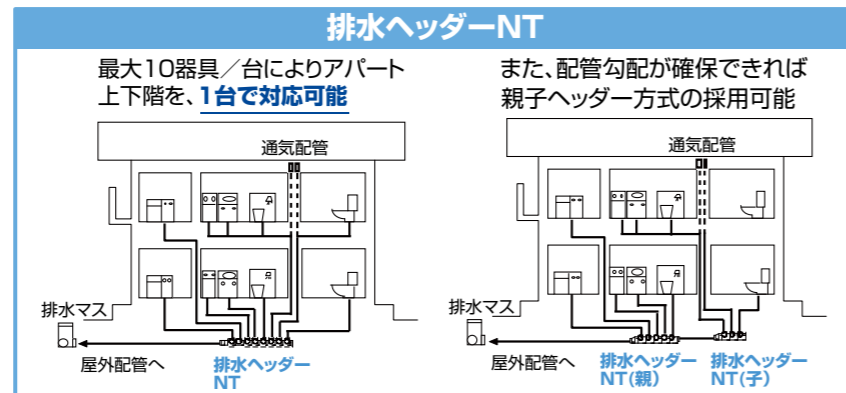 排水ヘッダーNT
最大10器具／台によりアパート
上下階を、1台で対応可能
通気配管
排水マス
屋外配管へ
排水ヘッダー
NT
また、配管勾配が確保できれば
親子ヘッダー方式の採用可能
通気配管
排水マス
屋外配管へ
排水ヘッダー
NT(親)
排水ヘッダー
NT(子)